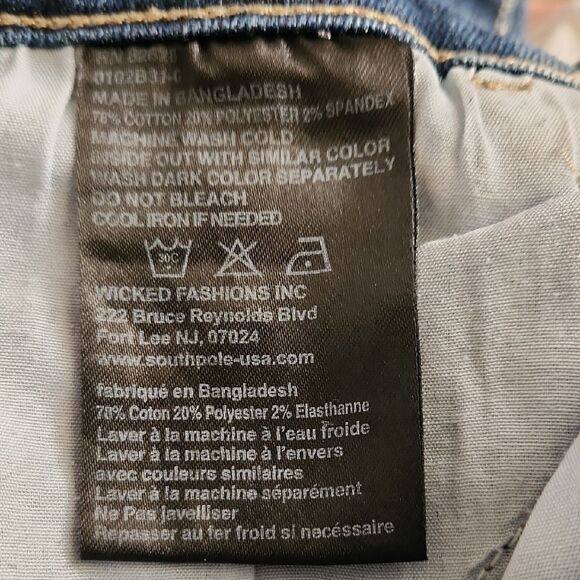 MADE IN BANGLADESH
78% COTTON 20% POLYESTER 2% SPANDEX
MACHINE WASH COLD
INSIDE OUT WITH SIMILAR COLOR
WASH DARK COLOR SEPARATELY
DO NOT BLEACH
COOL IRON IF NEEDED
30C
WICKED FASHIONS INC
222 Bruce Reynolds Blvd
Fort Lee NJ, 07024
www.southpole-usa.com
fabriqué en Bangladesh
78% Coton 20% Polyester 2% Elasthanne
Laver à la machine à l'eau froide
Laver à la machine à l'envers
avec couleurs similaires
Laver à la machine séparément
Ne Pas lavelliser
Repasser au fer froid si nécessaire